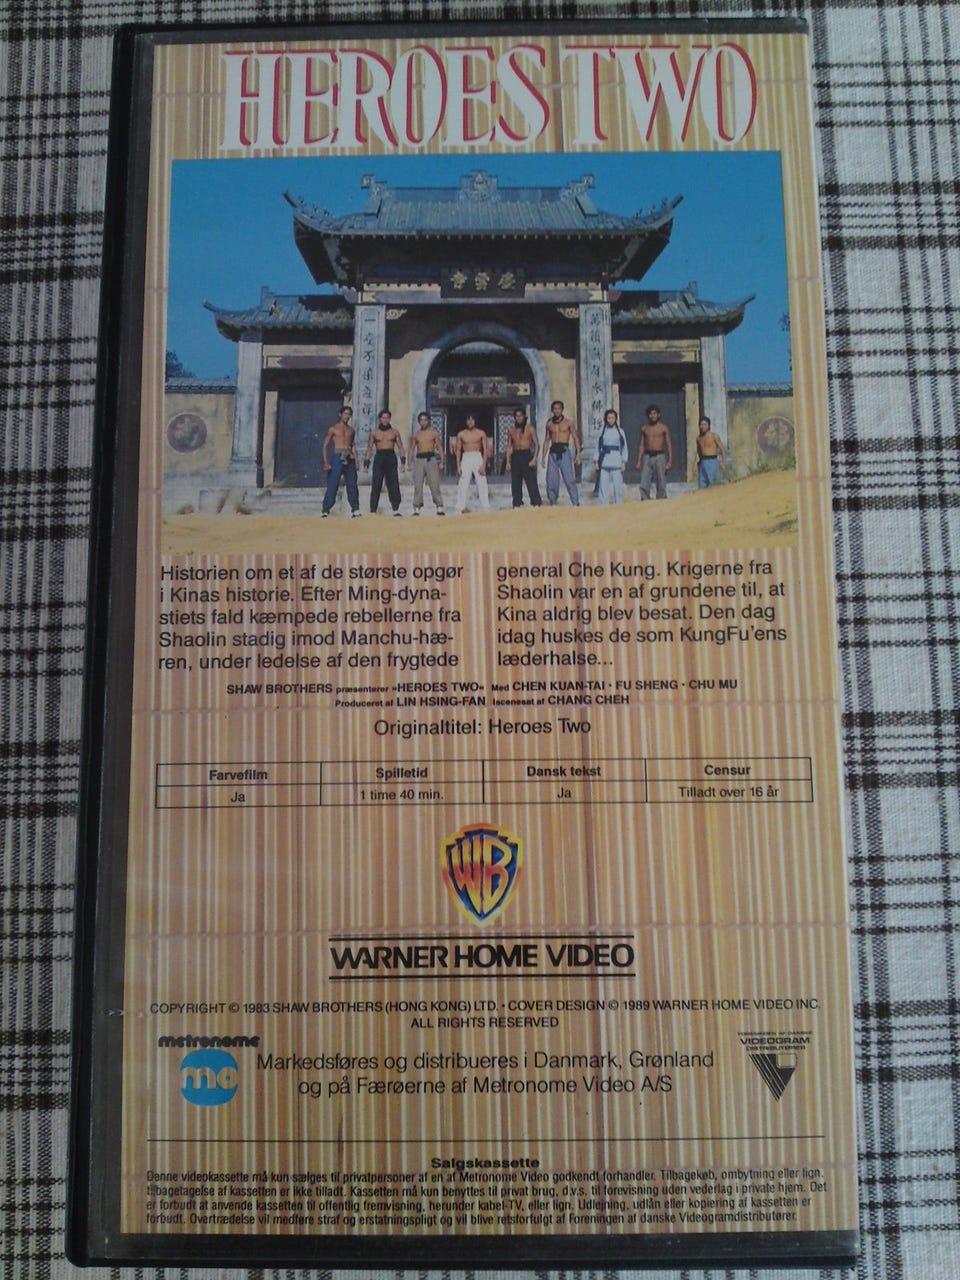 HEROES TWO
Historien om et af de største opgør
i Kinas historie. Efter Ming-dyna-
stiets fald kæmpede rebellerne fra
Shaolin stadig imod Manchu-hæ-
ren, under ledelse af den frygtede
general Che Kung. Krigerne fra
Shaolin var en af grundene til, at
Kina aldrig blev besat. Den dag
idag huskes de som KungFu'ens
læderhalse...
SHAW BROTHERS præsenterer »HEROES TWO« Med CHEN KUAN-TAI · FU SHENG · CHU MU
Produceret af LIN HSING-FAN Iscenesat af CHANG CHEH
Originaltitel: Heroes Two
Farvefilm Spilletid Dansk tekst Censur
Ja 1 time 40 min. Ja Tilladt over 16 år
WB
WARNER HOME VIDEO
COPYRIGHT © 1983 SHAW BROTHERS (HONG KONG) LTD. · COVER DESIGN © 1989 WARNER HOME VIDEO INC.
ALL RIGHTS RESERVED
metronome
mo
Markedsføres og distribueres i Danmark, Grønland
og på Færøerne af Metronome Video A/S
FORENINGEN AF DANSKE
VIDEOGRAM
DISTRIBUTØRER
Salgskassette
Denne videokassette må kun sælges til privatpersoner af en af Metronome Video godkendt forhandler. Tilbagekøb, ombytning eller lign.
tilbagetagelse af kassetten er ikke tilladt. Kassetten må kun benyttes til privat brug, d.v.s. til forevisning uden vederlag i private hjem. Det
er forbudt at anvende kassetten til offentlig fremvisning, herunder kabel-TV, eller lign. Udlejning, udlån eller kopiering af kassetten er
forbudt. Overtrædelse vil medføre straf og erstatningspligt og vil blive retsforfulgt af Foreningen af danske Videogramdistributører.